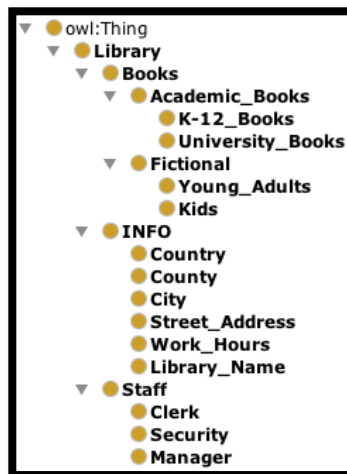 owl:Thing
Library
Books
Academic_Books
K-12_Books
University_Books
Fictional
Young_Adults
Kids
INFO
Country
County
City
Street_Address
Work_Hours
Library_Name
Staff
Clerk
Security
Manager